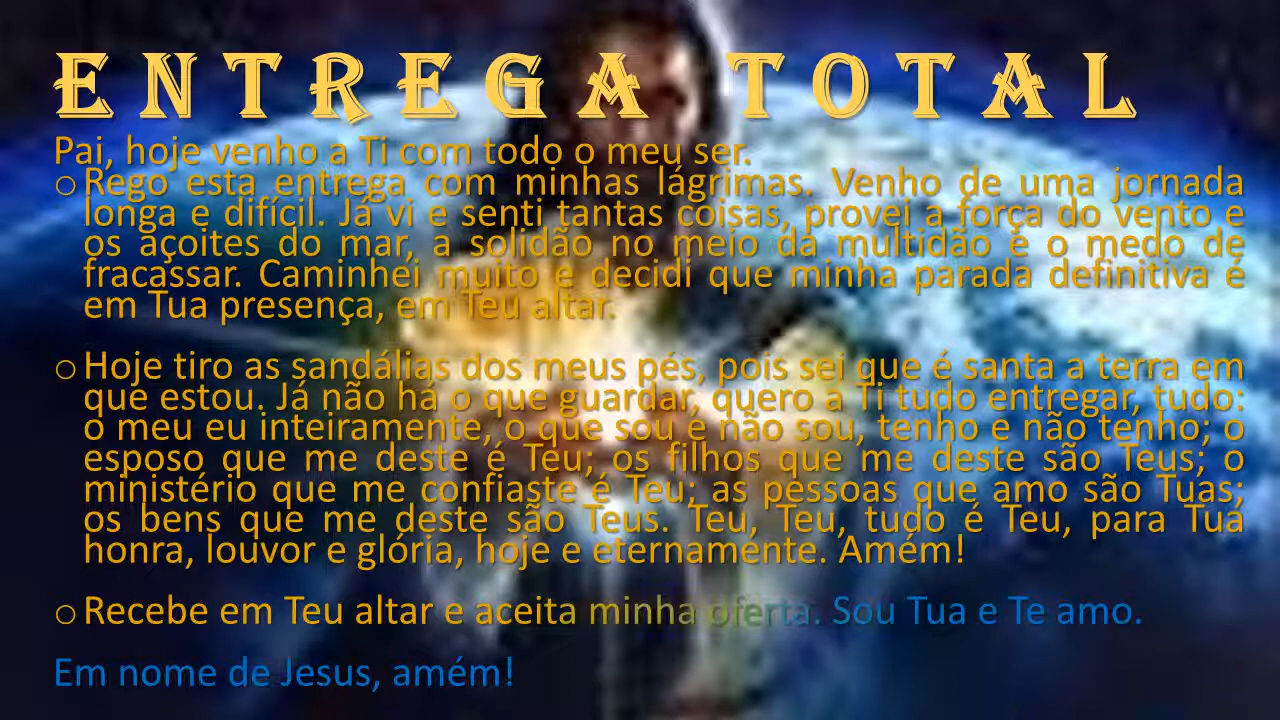 ENTREGA TOTAL
Pai, hoje venho a Ti com todo o meu ser.
o Rego esta entrega com minhas lágrimas. Venho de uma jornada
longa e difícil. Já vi e senti tantas coisas, provei a força do vento e
os açoites do mar, a solidão no meio da multidão e o medo de
fracassar. Caminhei muito e decidi que minha parada definitiva é
em Tua presença, em Teu altar.
o Hoje tiro as sandálias dos meus pés, pois sei que é santa a terra em
que estou. Já não há o que guardar, quero a Ti tudo entregar, tudo:
o meu eu inteiramente, o que sou e não sou, tenho e não tenho; o
esposo que me deste é Teu; os filhos que me deste são Teus; o
ministério que me confiaste é Teu; as pessoas que amo são Tuas;
os bens que me deste são Teus. Teu, Teu, tudo é Teu, para Tua
honra, louvor e glória, hoje e eternamente. Amém!
o Recebe em Teu altar e aceita minha oferta. Sou Tua e Te amo.
Em nome de Jesus, amém!